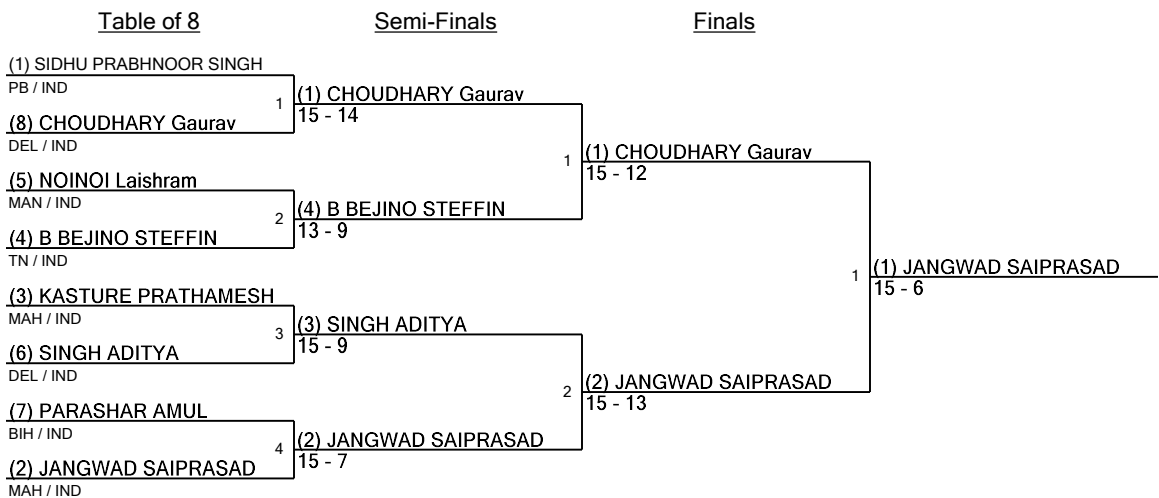 Table of 8
Semi-Finals
Finals
(1) SIDHU PRABHNOOR SINGH
PB / IND
1
(1) CHOUDHARY Gaurav
15 - 14
(8) CHOUDHARY Gaurav
DEL / IND
1
(1) CHOUDHARY Gaurav
15 - 12
(5) NOINOI Laishram
MAN / IND
2
(4) B BEJINO STEFFIN
13 - 9
(4) B BEJINO STEFFIN
TN / IND
1
(1) JANGWAD SAIPRASAD
15 - 6
(3) KASTURE PRATHAMESH
MAH / IND
3
(3) SINGH ADITYA
15 - 9
(6) SINGH ADITYA
DEL / IND
2
(2) JANGWAD SAIPRASAD
15 - 13
(7) PARASHAR AMUL
BIH / IND
4
(2) JANGWAD SAIPRASAD
15 - 7
(2) JANGWAD SAIPRASAD
MAH / IND